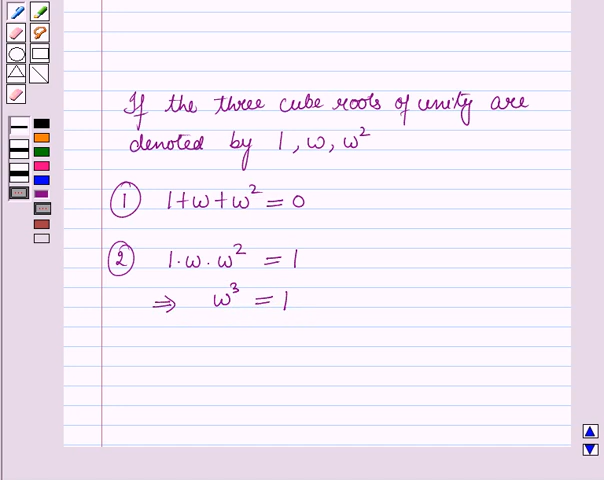 If the three cube roots of unity are
denoted by 1, ω, ω²
① 1+ω+ω² = 0
② 1·ω·ω² = 1
⇒ ω³ = 1